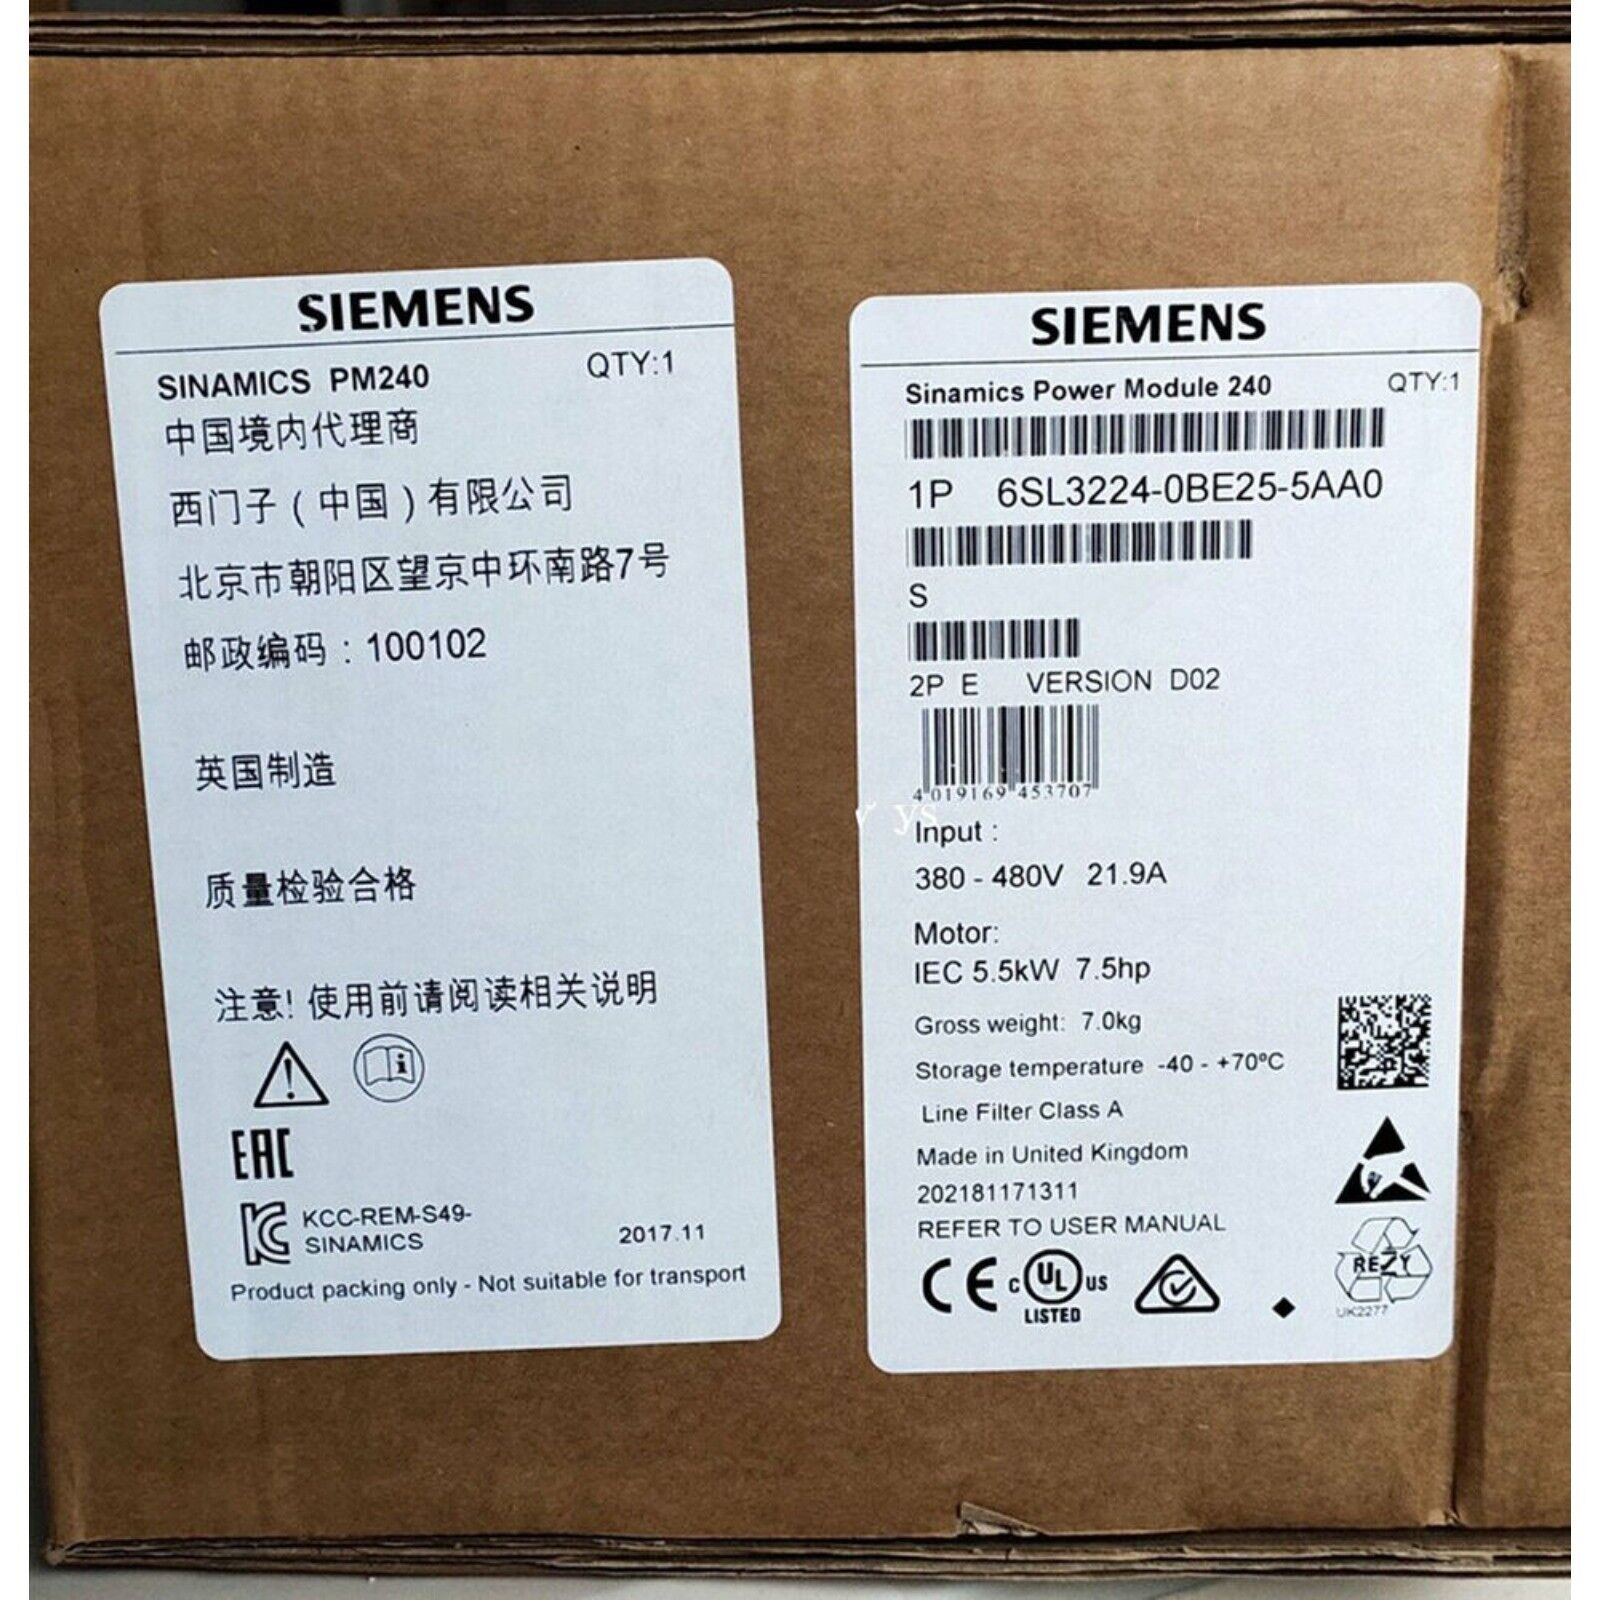 SIEMENS
SINAMICS PM240 QTY:1
中国境内代理商
西门子(中国)有限公司
北京市朝阳区望京中环南路7号
邮政编码:100102
英国制造
质量检验合格
注意!使用前请阅读相关说明
EAC
KC KCC-REM-S49-
SINAMICS 2017.11
Product packing only - Not suitable for transport
SIEMENS
Sinamics Power Module 240 QTY:1
1P 6SL3224-0BE25-5AA0
S
2P E VERSION D02
4 019169 453707
Input :
380 - 480V 21.9A
Motor:
IEC 5.5kW 7.5hp
Gross weight: 7.0kg
Storage temperature -40 - +70ºC
Line Filter Class A
Made in United Kingdom
202181171311
REFER TO USER MANUAL
CE c UL us
LISTED
REZY
UK2277